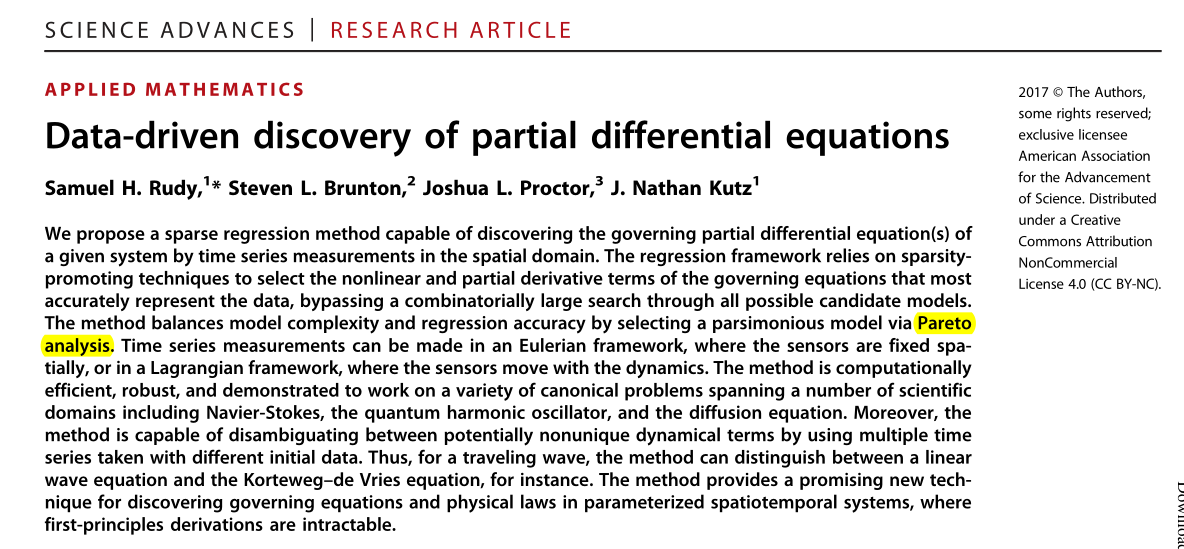 SCIENCE ADVANCES | RESEARCH ARTICLE
APPLIED MATHEMATICS
Data-driven discovery of partial differential equations
Samuel H. Rudy,1* Steven L. Brunton,2 Joshua L. Proctor,3 J. Nathan Kutz1
We propose a sparse regression method capable of discovering the governing partial differential equation(s) of
a given system by time series measurements in the spatial domain. The regression framework relies on sparsity-
promoting techniques to select the nonlinear and partial derivative terms of the governing equations that most
accurately represent the data, bypassing a combinatorially large search through all possible candidate models.
The method balances model complexity and regression accuracy by selecting a parsimonious model via Pareto
analysis. Time series measurements can be made in an Eulerian framework, where the sensors are fixed spa-
tially, or in a Lagrangian framework, where the sensors move with the dynamics. The method is computationally
efficient, robust, and demonstrated to work on a variety of canonical problems spanning a number of scientific
domains including Navier-Stokes, the quantum harmonic oscillator, and the diffusion equation. Moreover, the
method is capable of disambiguating between potentially nonunique dynamical terms by using multiple time
series taken with different initial data. Thus, for a traveling wave, the method can distinguish between a linear
wave equation and the Korteweg–de Vries equation, for instance. The method provides a promising new tech-
nique for discovering governing equations and physical laws in parameterized spatiotemporal systems, where
first-principles derivations are intractable.
2017 © The Authors,
some rights reserved;
exclusive licensee
American Association
for the Advancement
of Science. Distributed
under a Creative
Commons Attribution
NonCommercial
License 4.0 (CC BY-NC).